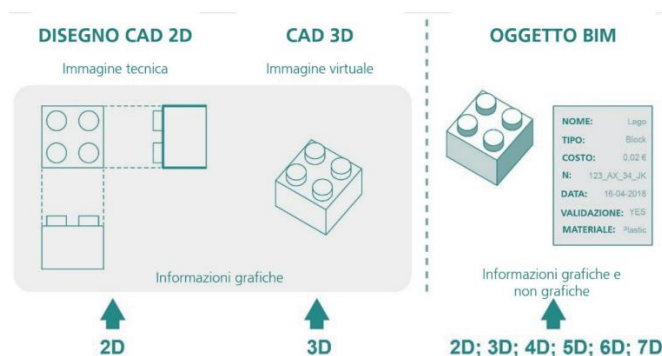 DISEGNO CAD 2D
Immagine tecnica
CAD 3D
Immagine virtuale
Informazioni grafiche
2D
3D
OGGETTO BIM
NOME: Lego
TIPO: Block
COSTO: 0,02 €
N: 123_AX_34_JK
DATA: 16-04-2018
VALIDAZIONE: YES
MATERIALE: Plastic
Informazioni grafiche e
non grafiche
2D; 3D; 4D; 5D; 6D; 7D